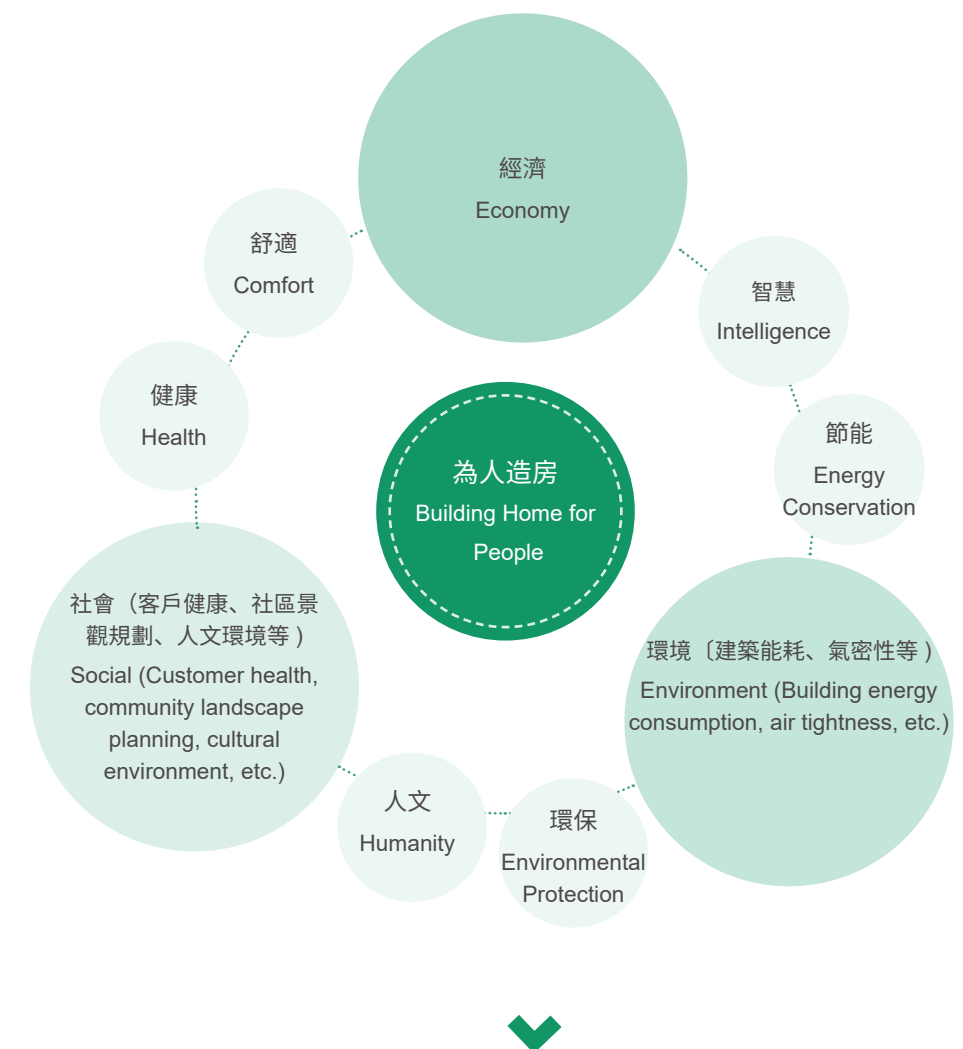 經濟
Economy
舒適
Comfort
智慧
Intelligence
健康
Health
節能
Energy
Conservation
為人造房
Building Home for
People
社會（客戶健康、社區景
觀規劃、人文環境等 )
Social (Customer health,
community landscape
planning, cultural
environment, etc.)
環境〔建築能耗、氣密性等 )
Environment (Building energy
consumption, air tightness, etc.)
人文
Humanity
環保
Environmental
Protection